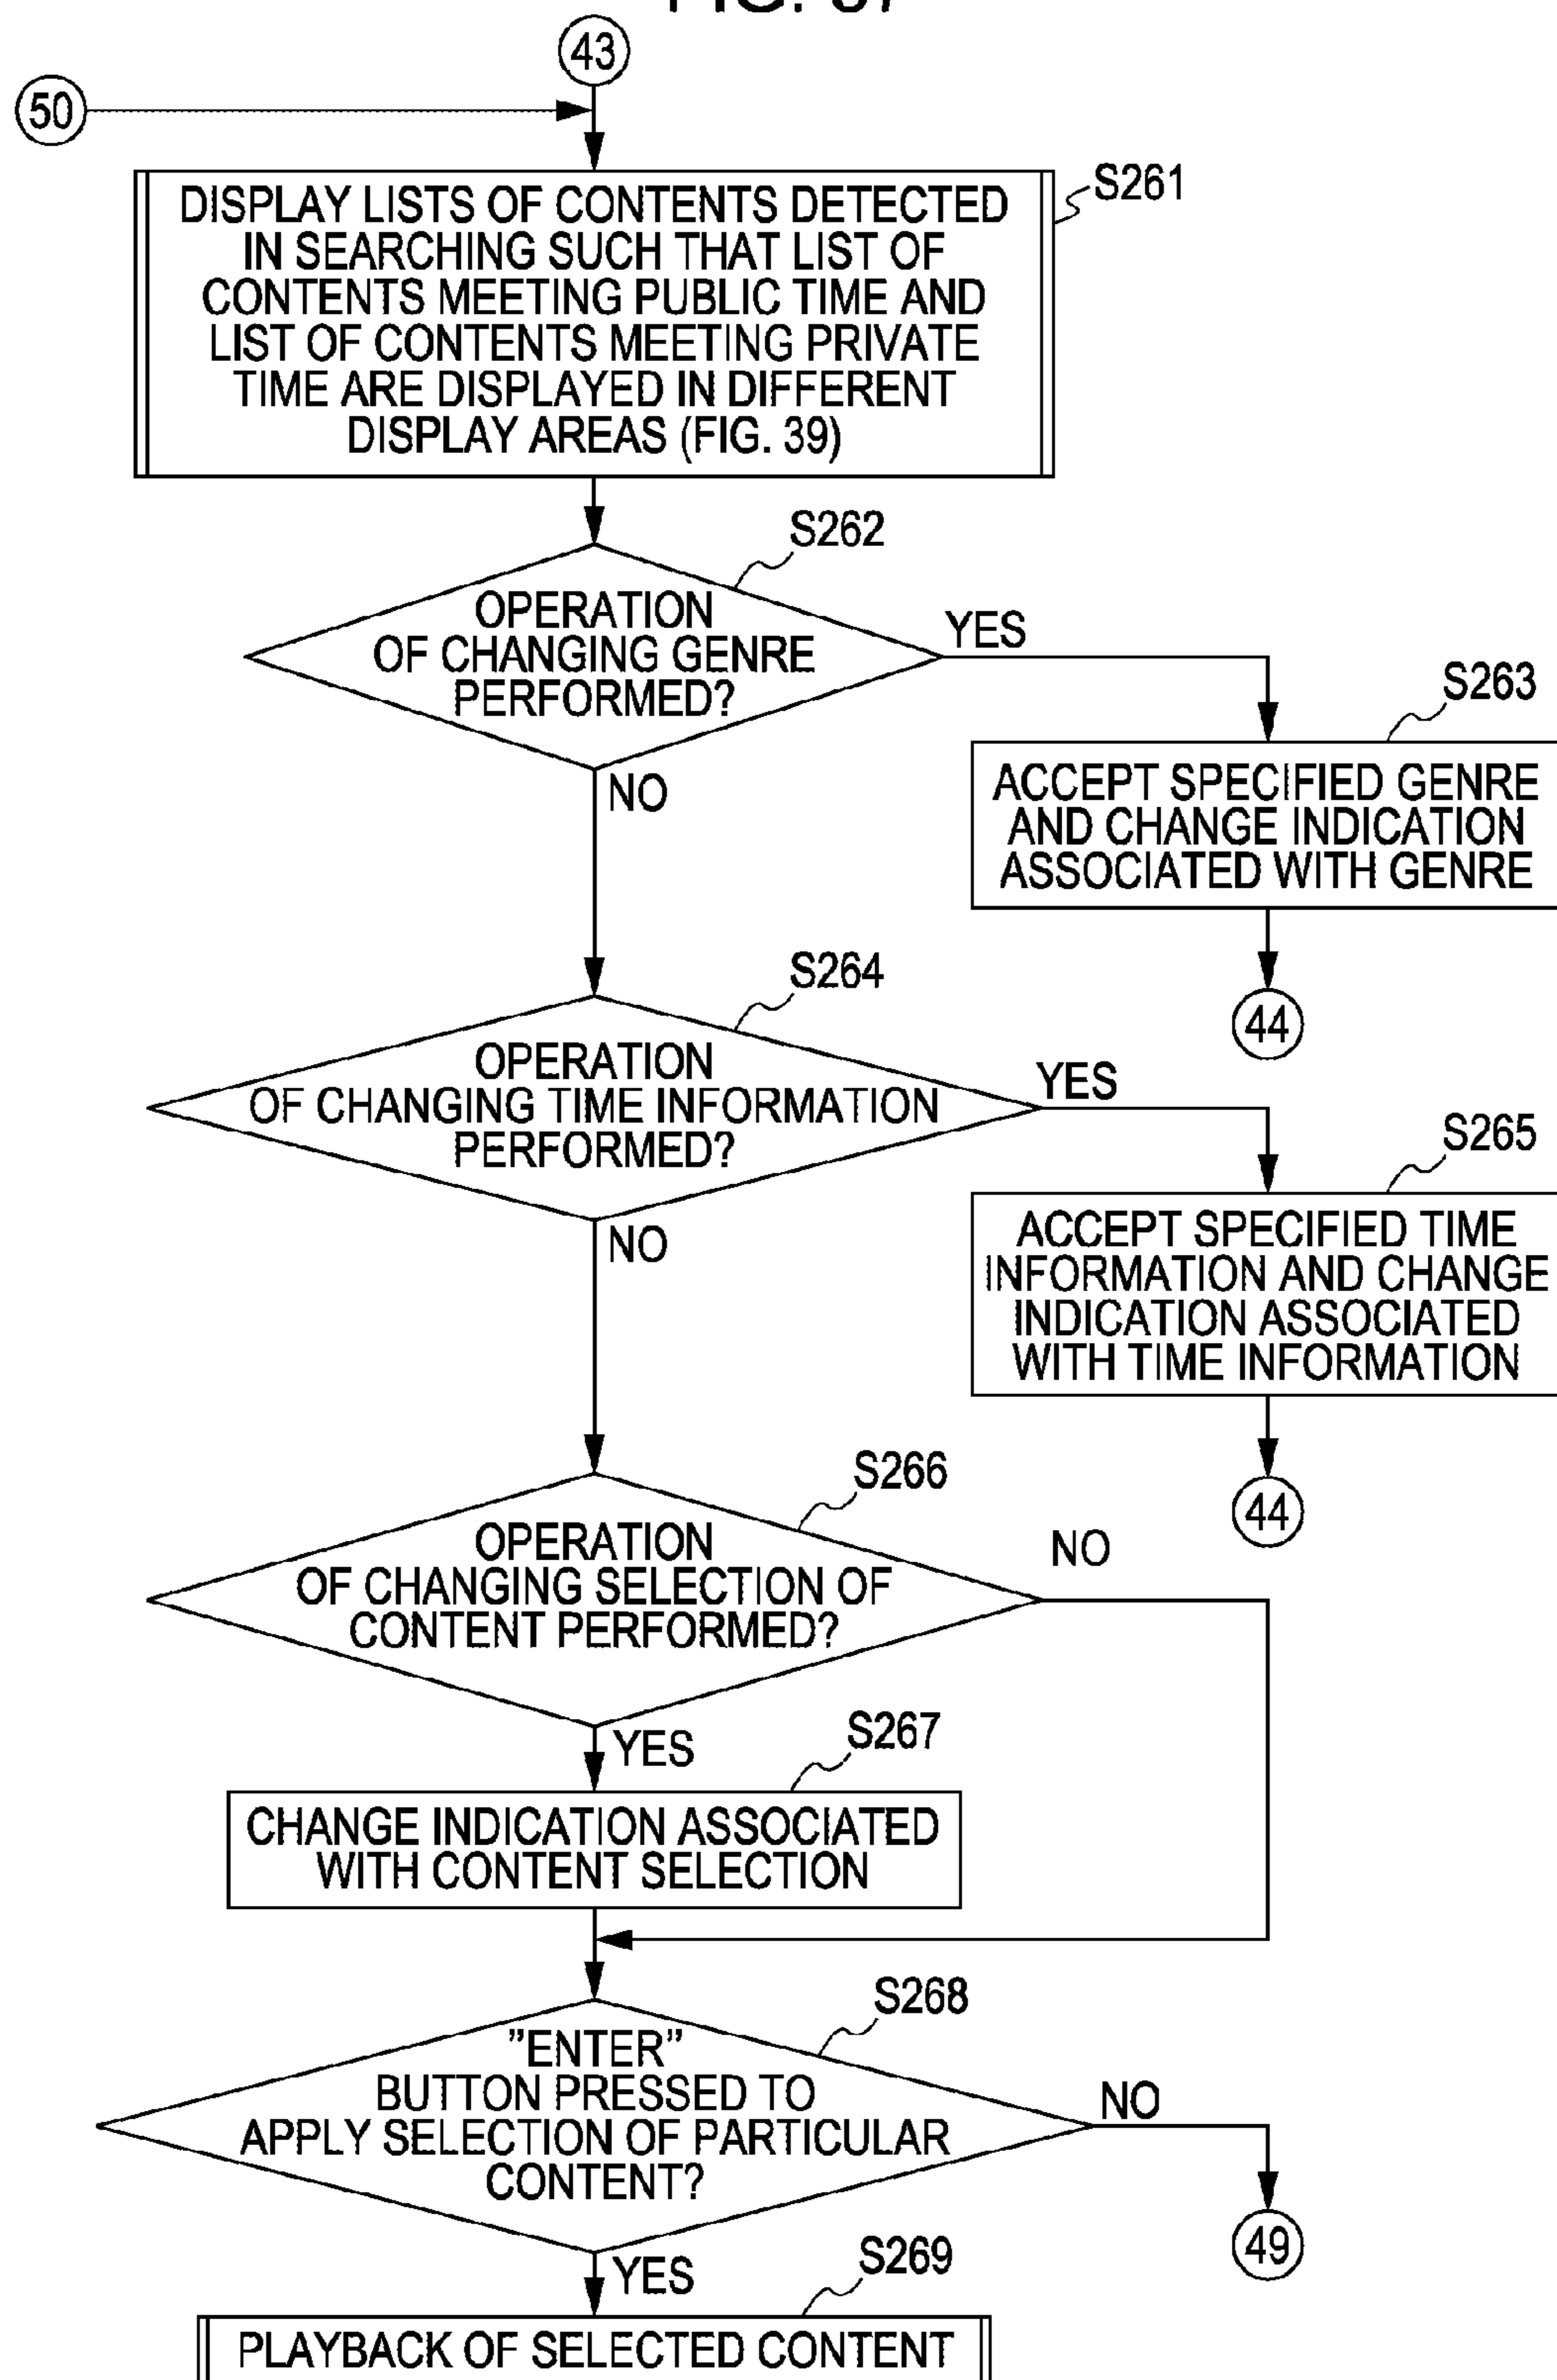 43
50
S261
DISPLAY LISTS OF CONTENTS DETECTED
IN SEARCHING SUCH THAT LIST OF
CONTENTS MEETING PUBLIC TIME AND
LIST OF CONTENTS MEETING PRIVATE
TIME ARE DISPLAYED IN DIFFERENT
DISPLAY AREAS (FIG. 39)
S262
OPERATION
OF CHANGING GENRE
PERFORMED?
YES
NO
S263
ACCEPT SPECIFIED GENRE
AND CHANGE INDICATION
ASSOCIATED WITH GENRE
44
S264
OPERATION
OF CHANGING TIME INFORMATION
PERFORMED?
YES
NO
S265
ACCEPT SPECIFIED TIME
INFORMATION AND CHANGE
INDICATION ASSOCIATED
WITH TIME INFORMATION
44
S266
OPERATION
OF CHANGING SELECTION OF
CONTENT PERFORMED?
NO
YES
S267
CHANGE INDICATION ASSOCIATED
WITH CONTENT SELECTION
S268
"ENTER"
BUTTON PRESSED TO
APPLY SELECTION OF PARTICULAR
CONTENT?
NO
49
YES
S269
PLAYBACK OF SELECTED CONTENT